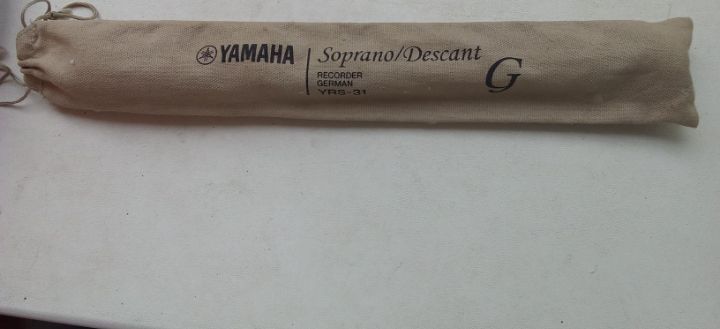 YAMAHA
Soprano/Descant
RECORDER
GERMAN
YRS-31
G